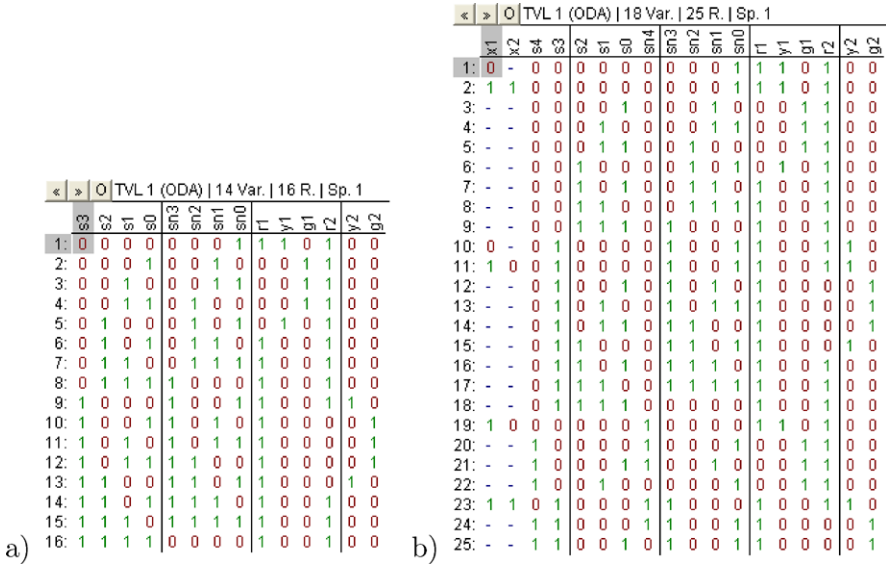 « » O TVL 1 (ODA) | 18 Var. | 25 R. | Sp. 1
x1 x2 s4 s3 s2 s1 s0 sn4 sn3 sn2 sn1 sn0 r1 y1 g1 r2 y2 g2
1: 0 - 0 0 0 0 0 0 0 0 0 1 1 1 0 1 0 0
2: 1 1 0 0 0 0 0 0 0 0 0 1 1 1 0 1 0 0
3: - - 0 0 0 0 1 0 0 0 1 0 0 0 1 1 0 0
4: - - 0 0 0 1 0 0 0 0 1 1 0 0 1 1 0 0
5: - - 0 0 0 1 1 0 0 1 0 0 0 0 1 1 0 0
6: - - 0 0 1 0 0 0 0 1 0 1 0 1 0 1 0 0
7: - - 0 0 1 0 1 0 0 1 1 0 1 0 0 1 0 0
8: - - 0 0 1 1 0 0 0 1 1 1 1 0 0 1 0 0
9: - - 0 0 1 1 1 0 1 0 0 0 1 0 0 1 0 0
10: 0 - 0 1 0 0 0 0 1 0 0 1 1 0 0 1 1 0
11: 1 0 0 1 0 0 0 0 1 0 0 1 1 0 0 1 1 0
12: - - 0 1 0 0 1 0 1 0 1 0 1 0 0 0 0 1
13: - - 0 1 0 1 0 0 1 0 1 1 1 0 0 0 0 1
14: - - 0 1 0 1 1 0 1 1 0 0 1 0 0 0 0 1
15: - - 0 1 1 0 0 0 1 1 0 1 1 0 0 0 1 0
16: - - 0 1 1 0 1 0 1 1 1 0 1 0 0 1 0 0
17: - - 0 1 1 1 0 0 1 1 1 1 1 0 0 1 0 0
18: - - 0 1 1 1 1 0 0 0 0 0 1 0 0 1 0 0
19: 1 0 0 0 0 0 0 1 0 0 0 0 1 1 0 1 0 0
20: - - 1 0 0 0 0 1 0 0 0 1 0 0 1 1 0 0
21: - - 1 0 0 0 1 1 0 0 1 0 0 0 1 1 0 0
22: - - 1 0 0 1 0 0 0 1 0 0 0 0 1 1 0 0
23: 1 1 0 1 0 0 0 1 1 0 0 0 1 0 0 1 1 0
24: - - 1 1 0 0 0 1 1 0 0 1 1 0 0 0 0 1
25: - - 1 1 0 0 1 0 1 0 1 1 1 0 0 0 0 1
« » O TVL 1 (ODA) | 14 Var. | 16 R. | Sp. 1
s3 s2 s1 s0 sn3 sn2 sn1 sn0 r1 y1 g1 r2 y2 g2
1: 0 0 0 0 0 0 0 1 1 1 0 1 0 0
2: 0 0 0 1 0 0 1 0 0 0 1 1 0 0
3: 0 0 1 0 0 0 1 1 0 0 1 1 0 0
4: 0 0 1 1 0 1 0 0 0 0 1 1 0 0
5: 0 1 0 0 0 1 0 1 0 1 0 1 0 0
6: 0 1 0 1 0 1 1 0 1 0 0 1 0 0
7: 0 1 1 0 0 1 1 1 1 0 0 1 0 0
8: 0 1 1 1 1 0 0 0 1 0 0 1 0 0
9: 1 0 0 0 1 0 0 1 1 0 0 1 1 0
10: 1 0 0 1 1 0 1 0 1 0 0 0 0 1
11: 1 0 1 0 1 0 1 1 1 0 0 0 0 1
12: 1 0 1 1 1 1 0 0 1 0 0 0 0 1
13: 1 1 0 0 1 1 0 1 1 0 0 0 1 0
14: 1 1 0 1 1 1 1 0 1 0 0 1 0 0
15: 1 1 1 0 1 1 1 1 1 0 0 1 0 0
16: 1 1 1 1 0 0 0 0 1 0 0 1 0 0
a) b)